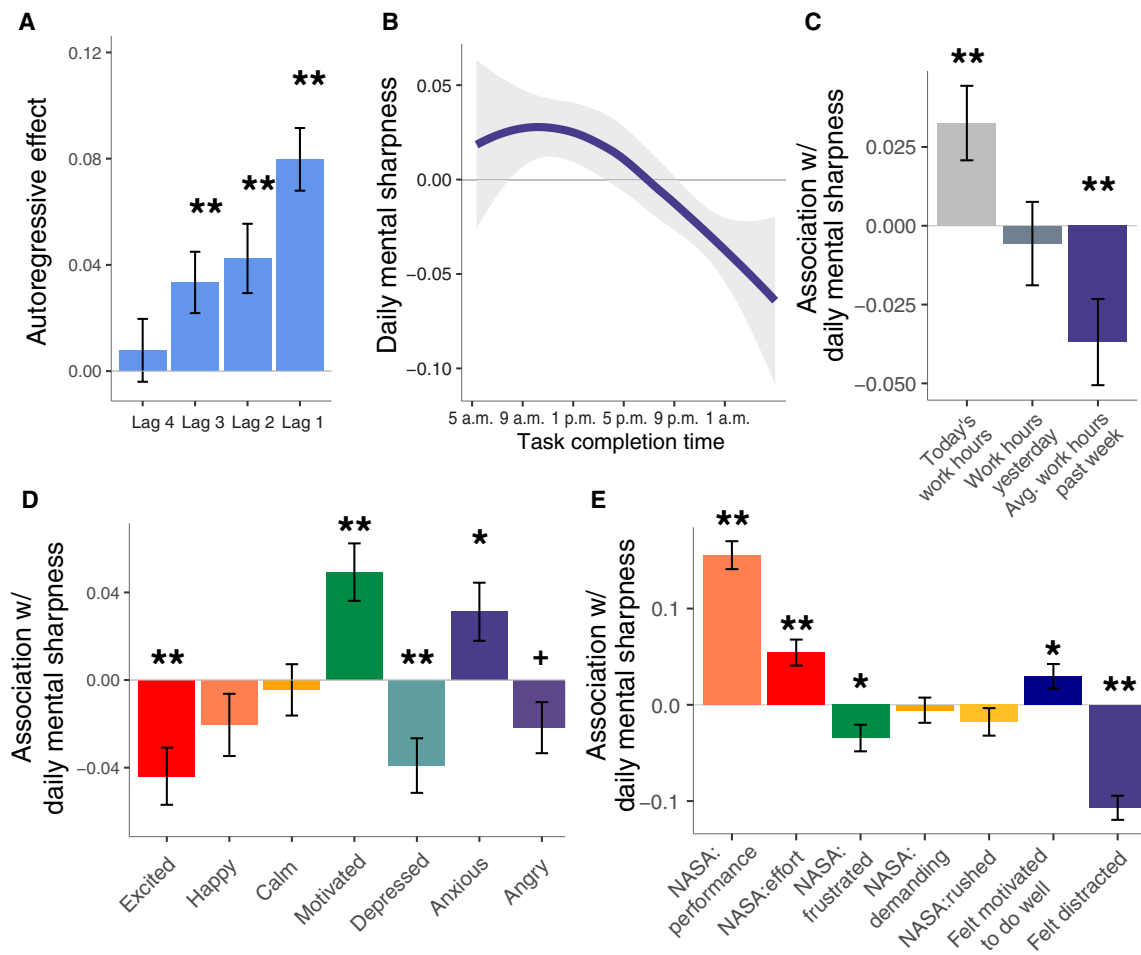 A
Autoregressive effect
0.12
0.08
0.04
0.00
**
**
**
Lag 4 Lag 3 Lag 2 Lag 1
B
Daily mental sharpness
0.05
0.00
−0.05
−0.10
5 a.m. 9 a.m. 1 p.m. 5 p.m. 9 p.m. 1 a.m.
Task completion time
C
Association w/
daily mental sharpness
0.025
0.000
−0.025
−0.050
**
**
Today's
work hours
Work hours
yesterday
Avg. work hours
past week
D
Association w/
daily mental sharpness
0.04
0.00
−0.04
**
**
**
*
+
Excited
Happy
Calm
Motivated
Depressed
Anxious
Angry
E
Association w/
daily mental sharpness
0.1
0.0
−0.1
**
**
*
*
**
NASA:
performance
NASA:effort
NASA:
frustrated
NASA:
demanding
NASA:rushed
Felt motivated
to do well
Felt distracted